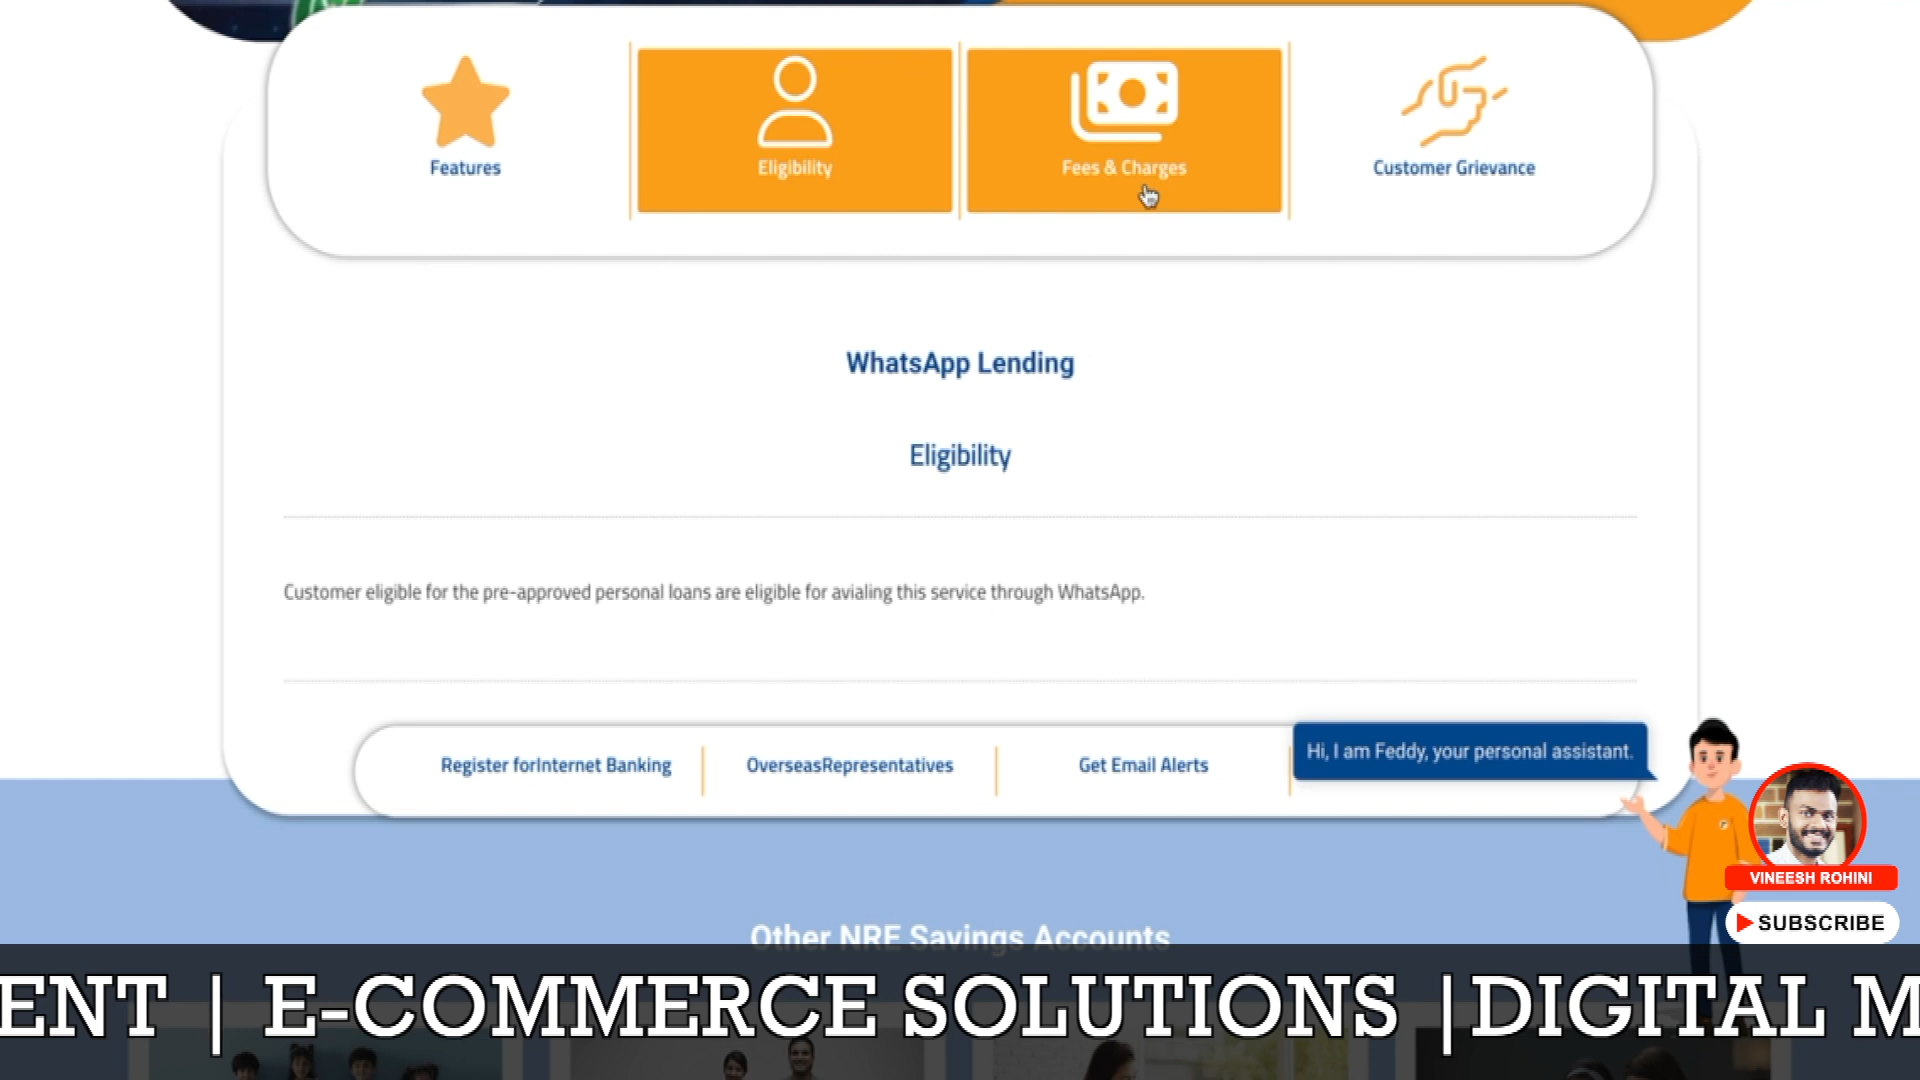 Features
Eligibility
Fees & Charges
Customer Grievance
WhatsApp Lending
Eligibility
Customer eligible for the pre-approved personal loans are eligible for avialing this service through WhatsApp.
Register forInternet Banking
OverseasRepresentatives
Get Email Alerts
Hi, I am Feddy, your personal assistant.
VINEESH ROHINI
SUBSCRIBE
Other NRE Savings Accounts
ENT | E-COMMERCE SOLUTIONS |DIGITAL M